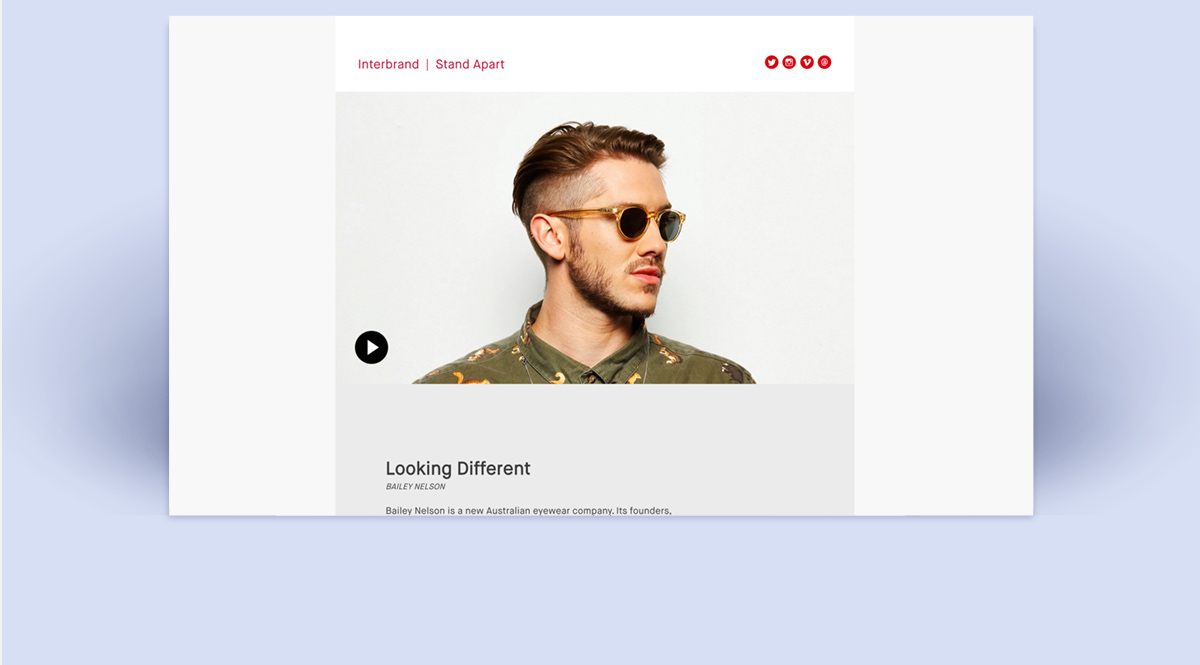 Interbrand | Stand Apart
Looking Different
BAILEY NELSON
Bailey Nelson is a new Australian eyewear company. Its founders,